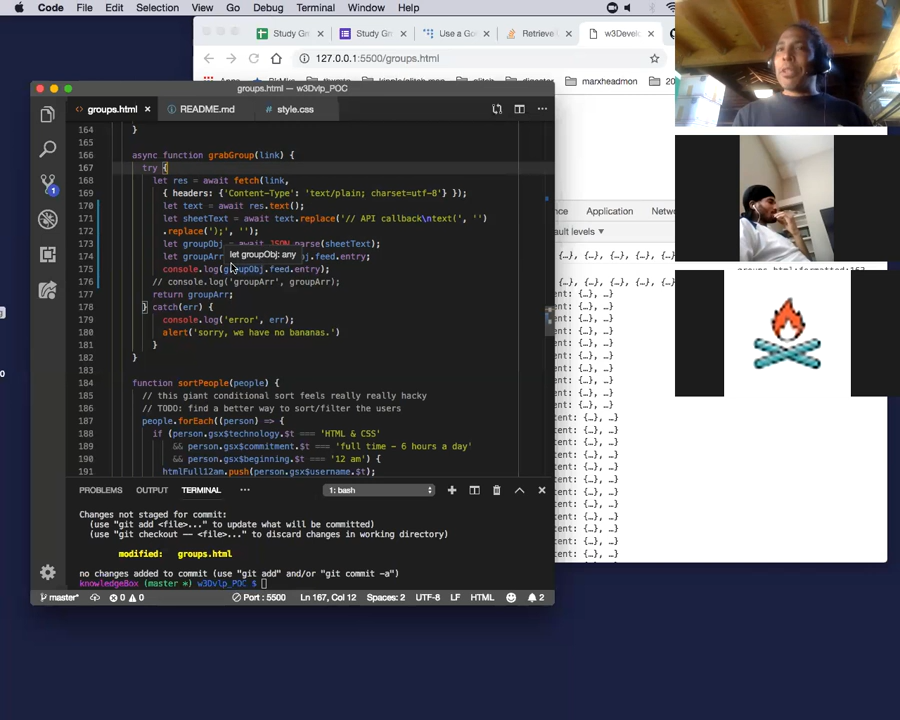 Code File Edit Selection View Go Debug Terminal Window Help
Study Gr
Study Gr
Use a Go
Retrieve
w3Devel
127.0.0.1:5500/groups.html
marxheadmon
groups.html — w3Dvlp_POC
groups.html
README.md
style.css
164 }
165
166 async function grabGroup(link) {
167 try {
168 let res = await fetch(link,
169 { headers: {'Content-Type': 'text/plain; charset=utf-8'} });
170 let text = await res.text();
171 let sheetText = await text.replace('// API callback\ntext(', '')
172 .replace(');', '');
173 let groupObj = await JSON.parse(sheetText);
let groupObj: any
174 let groupArr .feed.entry;
175 console.log(groupObj.feed.entry);
176 // console.log('groupArr', groupArr);
177 return groupArr;
178 } catch(err) {
179 console.log('error', err);
180 alert('sorry, we have no bananas.')
181 }
182 }
183
184 function sortPeople(people) {
185 // this giant conditional sort feels really really hacky
186 // TODO: find a better way to sort/filter the users
187 people.forEach((person) => {
188 if (person.gsx$technology.$t === 'HTML & CSS'
189 && person.gsx$commitment.$t === 'full time - 6 hours a day'
190 && person.gsx$beginning.$t === '12 am') {
191 htmlFull12am.push(person.gsx$username.$t);
PROBLEMS OUTPUT TERMINAL ... 1: bash
Changes not staged for commit:
(use "git add <file>..." to update what will be committed)
(use "git checkout -- <file>..." to discard changes in working directory)
modified: groups.html
no changes added to commit (use "git add" and/or "git commit -a")
knowledgeBox (master *) w3Dvlp_POC $
master* 0 0 Port : 5500 Ln 167, Col 12 Spaces: 2 UTF-8 LF HTML 2
nce Application Netw
ult levels
{…}, {…}, {…}, …}
tent: {…}, …}
tent: {…}, …}
tent: {…}, …}
tent: {…}, …}
tent: {…}, …}
tent: {…}, …}
tent: {…}, …}
tent: {…}, …}
tent: {…}, …}